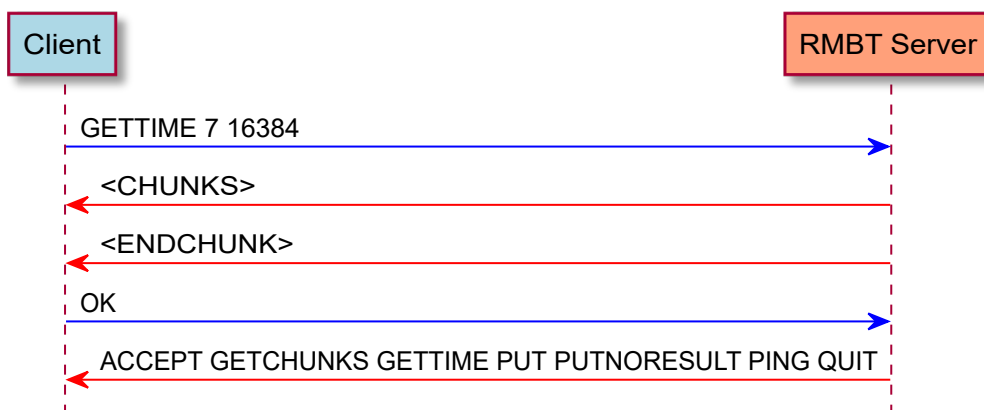 Client
RMBT Server
GETTIME 7 16384
<CHUNKS>
<ENDCHUNK>
OK
ACCEPT GETCHUNKS GETTIME PUT PUTNORESULT PING QUIT